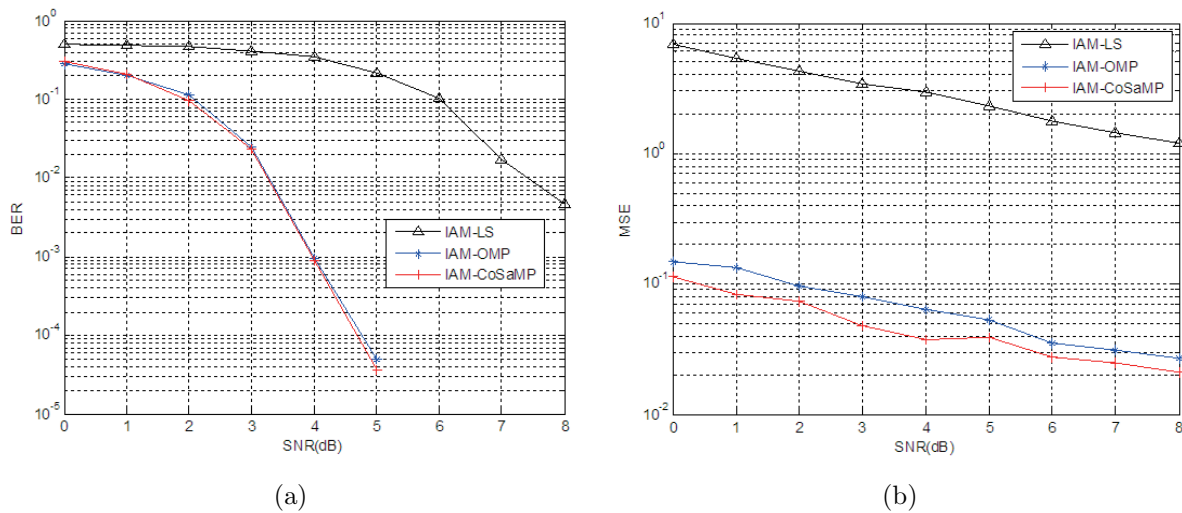 10^0
10^-1
10^-2
10^-3
10^-4
10^-5
BER
0 1 2 3 4 5 6 7 8
SNR(dB)
IAM-LS
IAM-OMP
IAM-CoSaMP
(a)
10^1
10^0
10^-1
10^-2
MSE
0 1 2 3 4 5 6 7 8
SNR(dB)
IAM-LS
IAM-OMP
IAM-CoSaMP
(b)